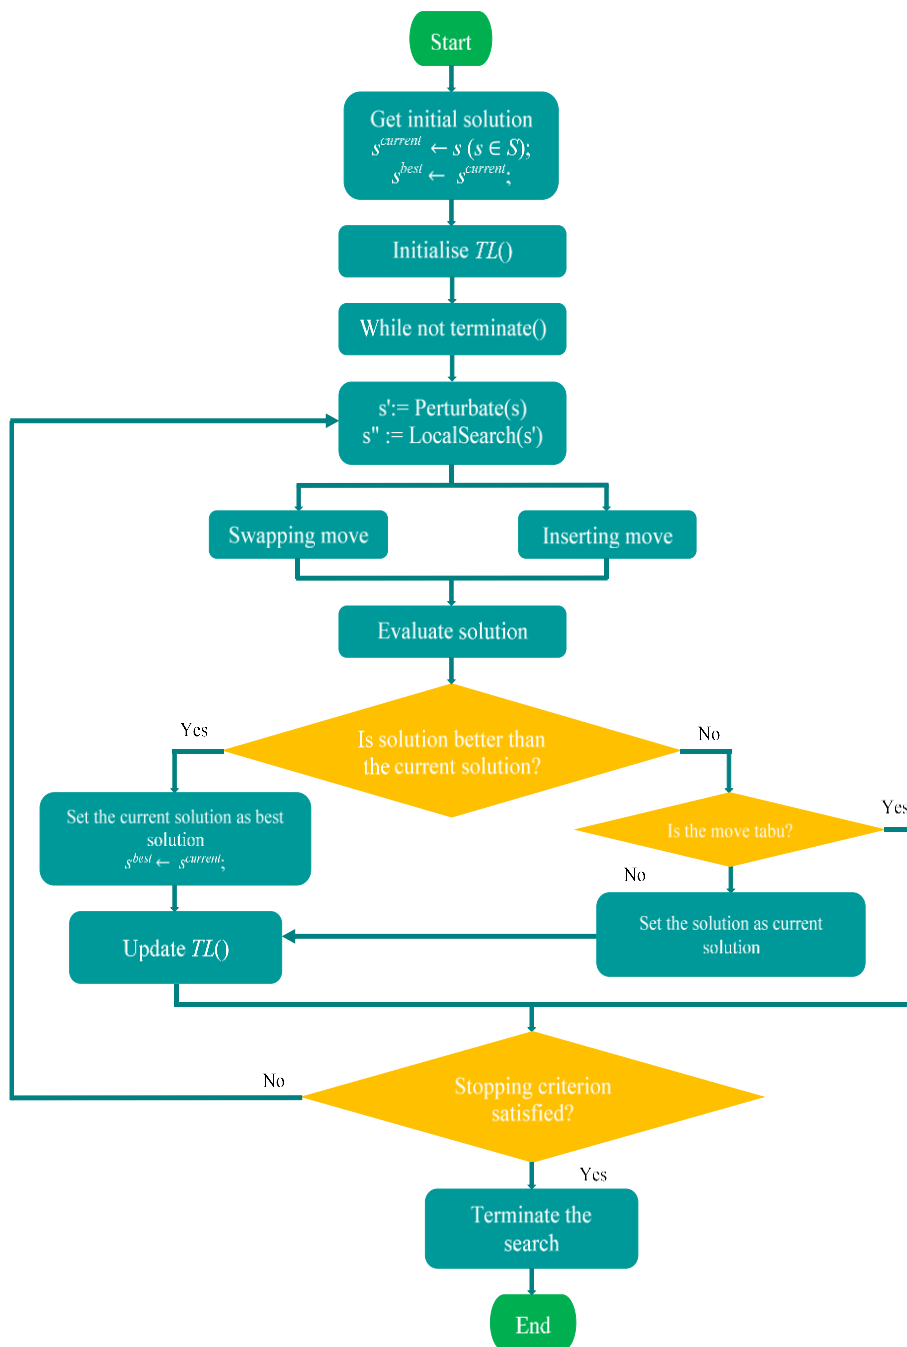 Start
Get initial solution
s^current ← s (s ∈ S);
s^best ← s^current;
Initialise TL()
While not terminate()
s':= Perturbate(s)
s" := LocalSearch(s')
Swapping move
Inserting move
Evaluate solution
Yes
Is solution better than
the current solution?
No
Set the current solution as best
solution
s^best ← s^current;
Is the move tabu?
Yes
No
Update TL()
Set the solution as current
solution
No
Stopping criterion
satisfied?
Yes
Terminate the
search
End